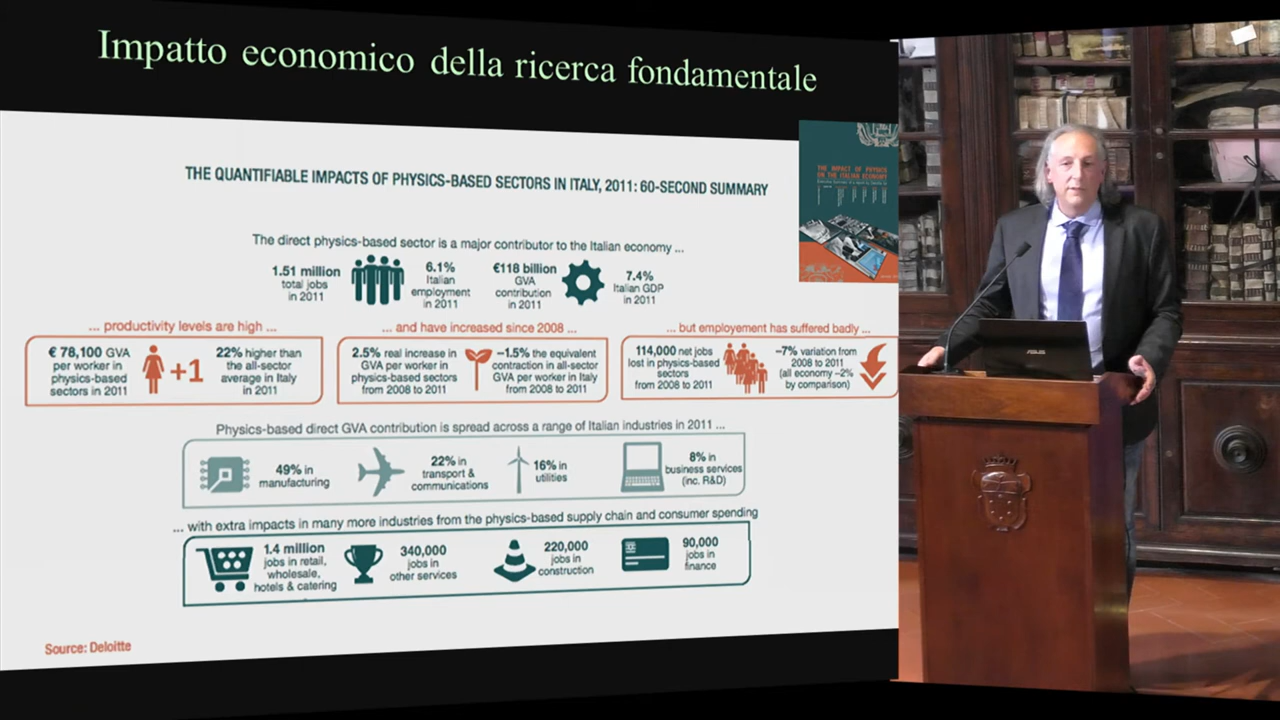 Impatto economico della ricerca fondamentale
THE QUANTIFIABLE IMPACTS OF PHYSICS-BASED SECTORS IN ITALY, 2011: 60-SECOND SUMMARY
THE IMPACT OF PHYSICS
ON THE ITALIAN ECONOMY
The direct physics-based sector is a major contributor to the Italian economy ...
1.51 million
total jobs
in 2011
6.1%
Italian
employment
in 2011
€118 billion
GVA
contribution
in 2011
7.4%
Italian GDP
in 2011
... productivity levels are high ...
€ 78,100 GVA
per worker in
physics-based
sectors in 2011
+1
22% higher than
the all-sector
average in Italy
in 2011
... and have increased since 2008 ...
2.5% real increase in
GVA per worker in
physics-based sectors
from 2008 to 2011
–1.5% the equivalent
contraction in all-sector
GVA per worker in Italy
from 2008 to 2011
... but employement has suffered badly ...
114,000 net jobs
lost in physics-based
sectors
from 2008 to 2011
–7% variation from
2008 to 2011
(all economy –2%
by comparison)
Physics-based direct GVA contribution is spread across a range of Italian industries in 2011 ...
49% in
manufacturing
22% in
transport &
communications
16% in
utilities
8% in
business services
(inc. R&D)
... with extra impacts in many more industries from the physics-based supply chain and consumer spending
1.4 million
jobs in retail,
wholesale,
hotels & catering
340,000
jobs in
other services
220,000
jobs in
construction
90,000
jobs in
finance
Source: Deloitte
ASUS